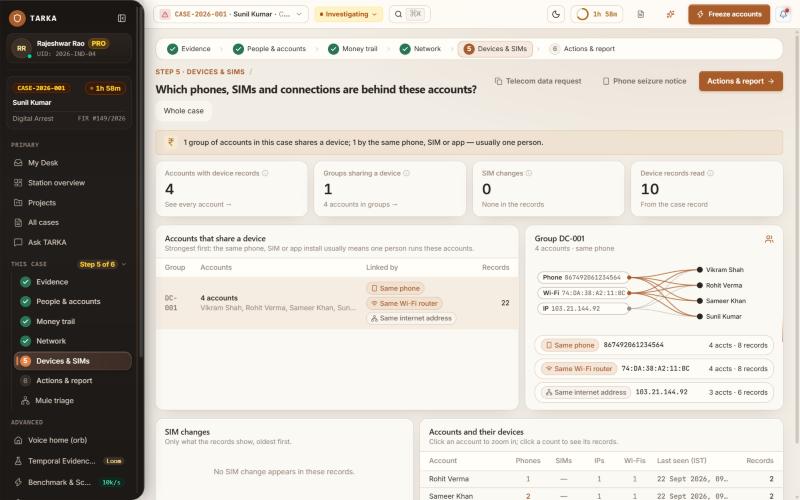 TARKA
Rajeshwar Rao PRO
RR
UID: 2026-IND-04
CASE-2026-001 1h 58m
Sunil Kumar
Digital Arrest FIR #149/2026
PRIMARY
My Desk
Station overview
Projects
All cases
Ask TARKA
THIS CASE Step 5 of 6
Evidence
People & accounts
Money trail
Network
5 Devices & SIMs
6 Actions & report
Mule triage
ADVANCED
Voice home (orb)
Temporal Evidenc... Loom
Benchmark & Sc... 10k/s
CASE-2026-001 · Sunil Kumar · C...
Investigating
⌘K
1h 58m
Freeze accounts
Evidence
People & accounts
Money trail
Network
5 Devices & SIMs
6 Actions & report
STEP 5 · DEVICES & SIMS /
Which phones, SIMs and connections are behind these accounts?
Telecom data request
Phone seizure notice
Actions & report →
Whole case
₹ 1 group of accounts in this case shares a device; 1 by the same phone, SIM or app — usually one person.
Accounts with device records
4
See every account →
Groups sharing a device
1
4 accounts in groups →
SIM changes
0
None in the records
Device records read
10
From the case record
Accounts that share a device
Strongest first: the same phone, SIM or app install usually means one person runs these accounts.
Group Accounts Linked by Records
DC-001
4 accounts
Vikram Shah, Rohit Verma, Sameer Khan, Sun...
Same phone
Same Wi-Fi router
Same internet address
22
Group DC-001
4 accounts · same phone
Phone 867492061234564
Wi-Fi 74:DA:38:A2:11:BC
IP 103.21.144.92
Vikram Shah
Rohit Verma
Sameer Khan
Sunil Kumar
Same phone 867492061234564 4 accts · 8 records
Same Wi-Fi router 74:DA:38:A2:11:BC 4 accts · 8 records
Same internet address 103.21.144.92 3 accts · 6 records
SIM changes
Only what the records show, oldest first.
No SIM change appears in these records.
Accounts and their devices
Click an account to zoom in; click a count to see its records.
Account Phones SIMs IPs Wi-Fis Last seen (IST) Records
Rohit Verma 1 — 1 1 22 Sept 2026, 09... 2
Sameer Khan 2 — 1 1 22 Sept 2026, 09... 2